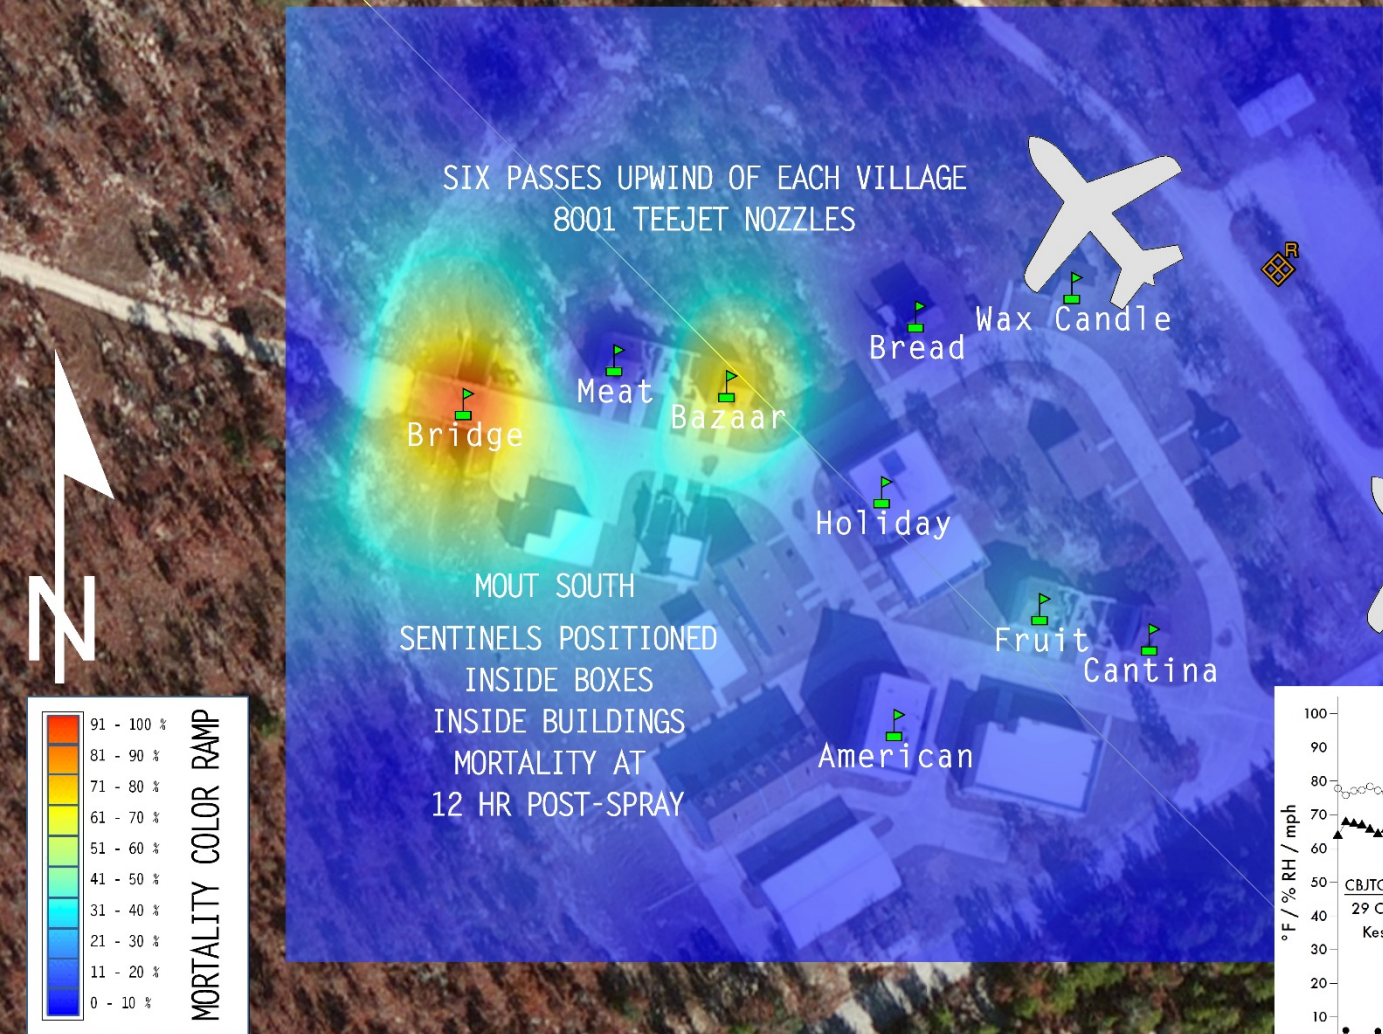 SIX PASSES UPWIND OF EACH VILLAGE
8001 TEEJET NOZZLES
R
Wax Candle
Bread
Meat
Bazaar
Bridge
Holiday
Fruit
Cantina
American
MOUT SOUTH
SENTINELS POSITIONED
INSIDE BOXES
INSIDE BUILDINGS
MORTALITY AT
12 HR POST-SPRAY
N
91 - 100 %
81 - 90 %
71 - 80 %
61 - 70 %
51 - 60 %
41 - 50 %
31 - 40 %
21 - 30 %
11 - 20 %
0 - 10 %
MORTALITY COLOR RAMP
°F / % RH / mph
100
90
80
70
60
50
40
30
20
10
29